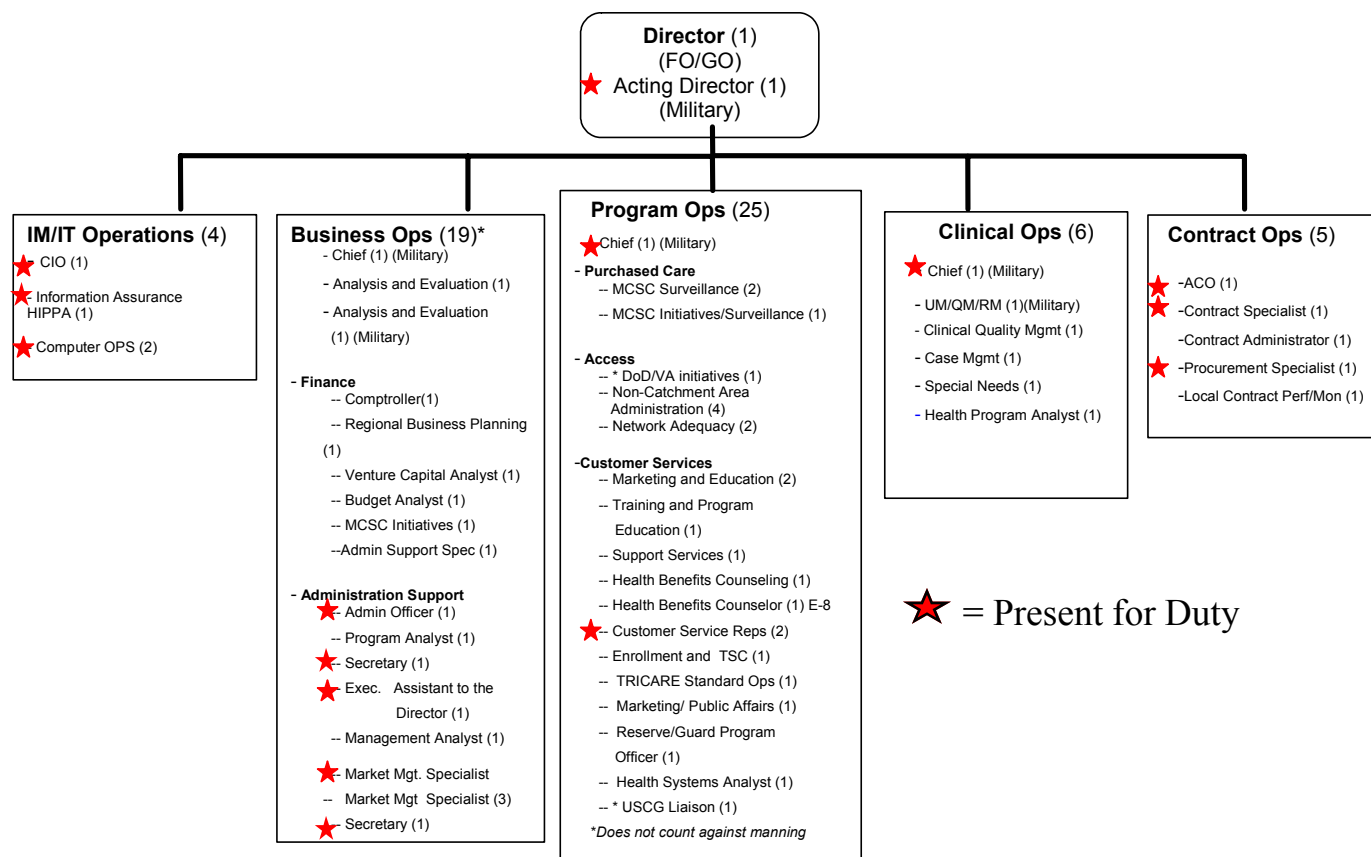 Director (1)
(FO/GO)
Acting Director (1)
(Military)
IM/IT Operations (4)
- CIO (1)
- Information Assurance
HIPPA (1)
- Computer OPS (2)
Business Ops (19)*
- Chief (1) (Military)
- Analysis and Evaluation (1)
- Analysis and Evaluation
(1) (Military)
- Finance
-- Comptroller(1)
-- Regional Business Planning
(1)
-- Venture Capital Analyst (1)
-- Budget Analyst (1)
-- MCSC Initiatives (1)
--Admin Support Spec (1)
- Administration Support
-- Admin Officer (1)
-- Program Analyst (1)
-- Secretary (1)
-- Exec. Assistant to the
Director (1)
-- Management Analyst (1)
-- Market Mgt. Specialist
-- Market Mgt Specialist (3)
-- Secretary (1)
Program Ops (25)
Chief (1) (Military)
- Purchased Care
-- MCSC Surveillance (2)
-- MCSC Initiatives/Surveillance (1)
- Access
-- * DoD/VA initiatives (1)
-- Non-Catchment Area
Administration (4)
-- Network Adequacy (2)
-Customer Services
-- Marketing and Education (2)
-- Training and Program
Education (1)
-- Support Services (1)
-- Health Benefits Counseling (1)
-- Health Benefits Counselor (1) E-8
-- Customer Service Reps (2)
-- Enrollment and TSC (1)
-- TRICARE Standard Ops (1)
-- Marketing/ Public Affairs (1)
-- Reserve/Guard Program
Officer (1)
-- Health Systems Analyst (1)
-- * USCG Liaison (1)
*Does not count against manning
Clinical Ops (6)
Chief (1) (Military)
- UM/QM/RM (1)(Military)
- Clinical Quality Mgmt (1)
- Case Mgmt (1)
- Special Needs (1)
- Health Program Analyst (1)
Contract Ops (5)
-ACO (1)
-Contract Specialist (1)
-Contract Administrator (1)
-Procurement Specialist (1)
-Local Contract Perf/Mon (1)
= Present for Duty